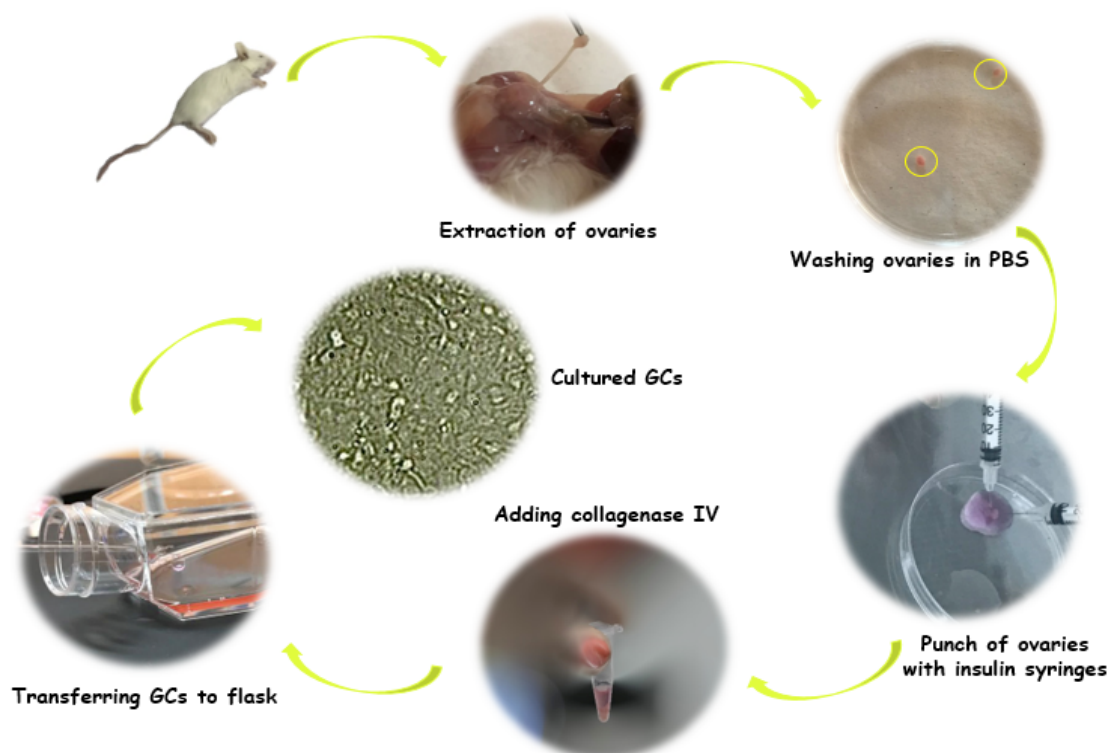 Extraction of ovaries
Washing ovaries in PBS
Punch of ovaries
with insulin syringes
Adding collagenase IV
Transferring GCs to flask
Cultured GCs